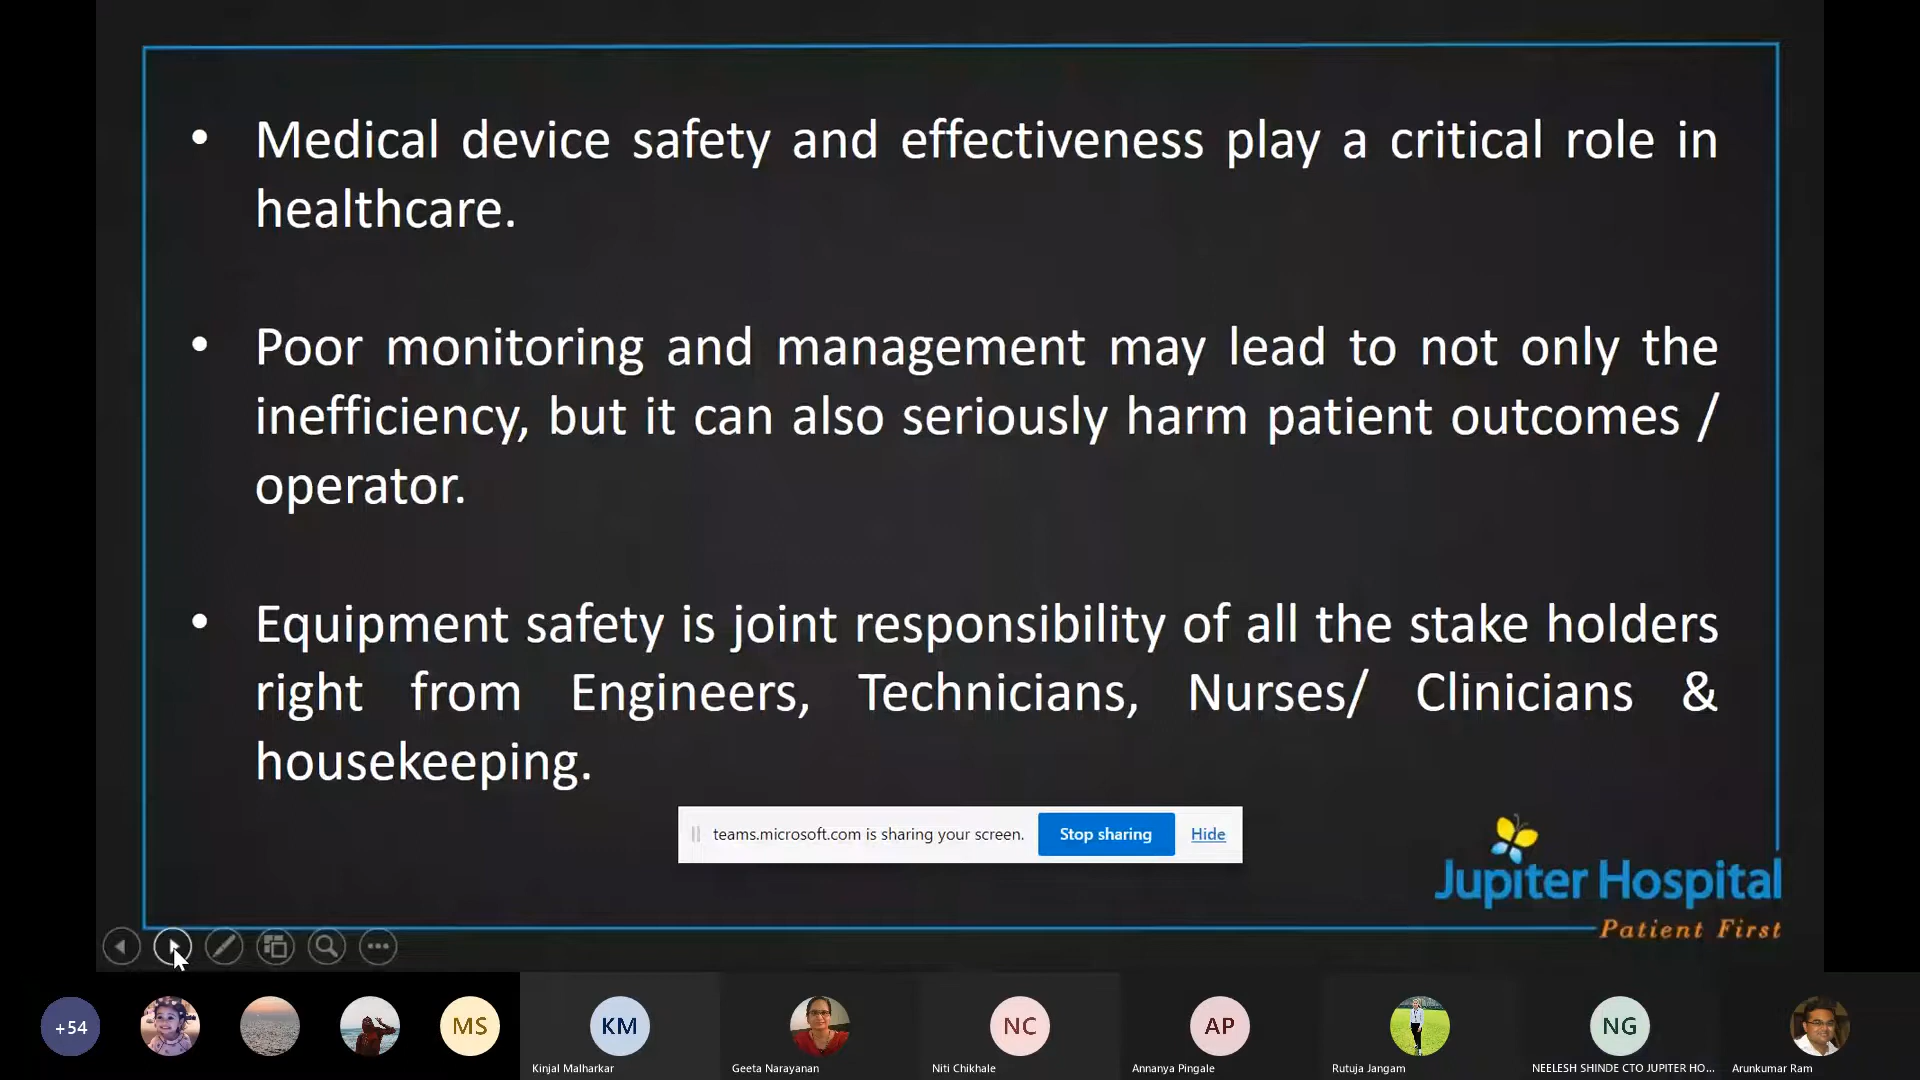 • Medical device safety and effectiveness play a critical role in
healthcare.
• Poor monitoring and management may lead to not only the
inefficiency, but it can also seriously harm patient outcomes /
operator.
• Equipment safety is joint responsibility of all the stake holders
right from Engineers, Technicians, Nurses/ Clinicians &
housekeeping.
teams.microsoft.com is sharing your screen. Stop sharing Hide
Jupiter Hospital
Patient First
+54 MS KM NC AP NG
Kinjal Malharkar Geeta Narayanan Niti Chikhale Annanya Pingale Rutuja Jangam NEELESH SHINDE CTO JUPITER HO... Arunkumar Ram